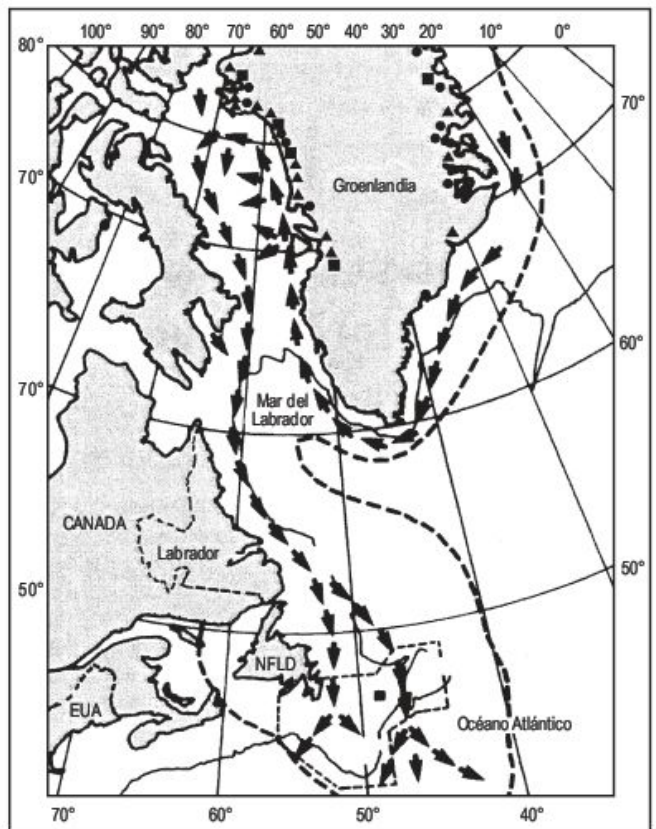 100° 90° 80° 70° 60° 50° 40° 30° 20° 10° 0°
80°
70°
Groenlandia
70°
60°
70°
Mar del
Labrador
CANADA
Labrador
50°
50°
NFLD
EUA
Océano Atlántico
70° 60° 50° 40°